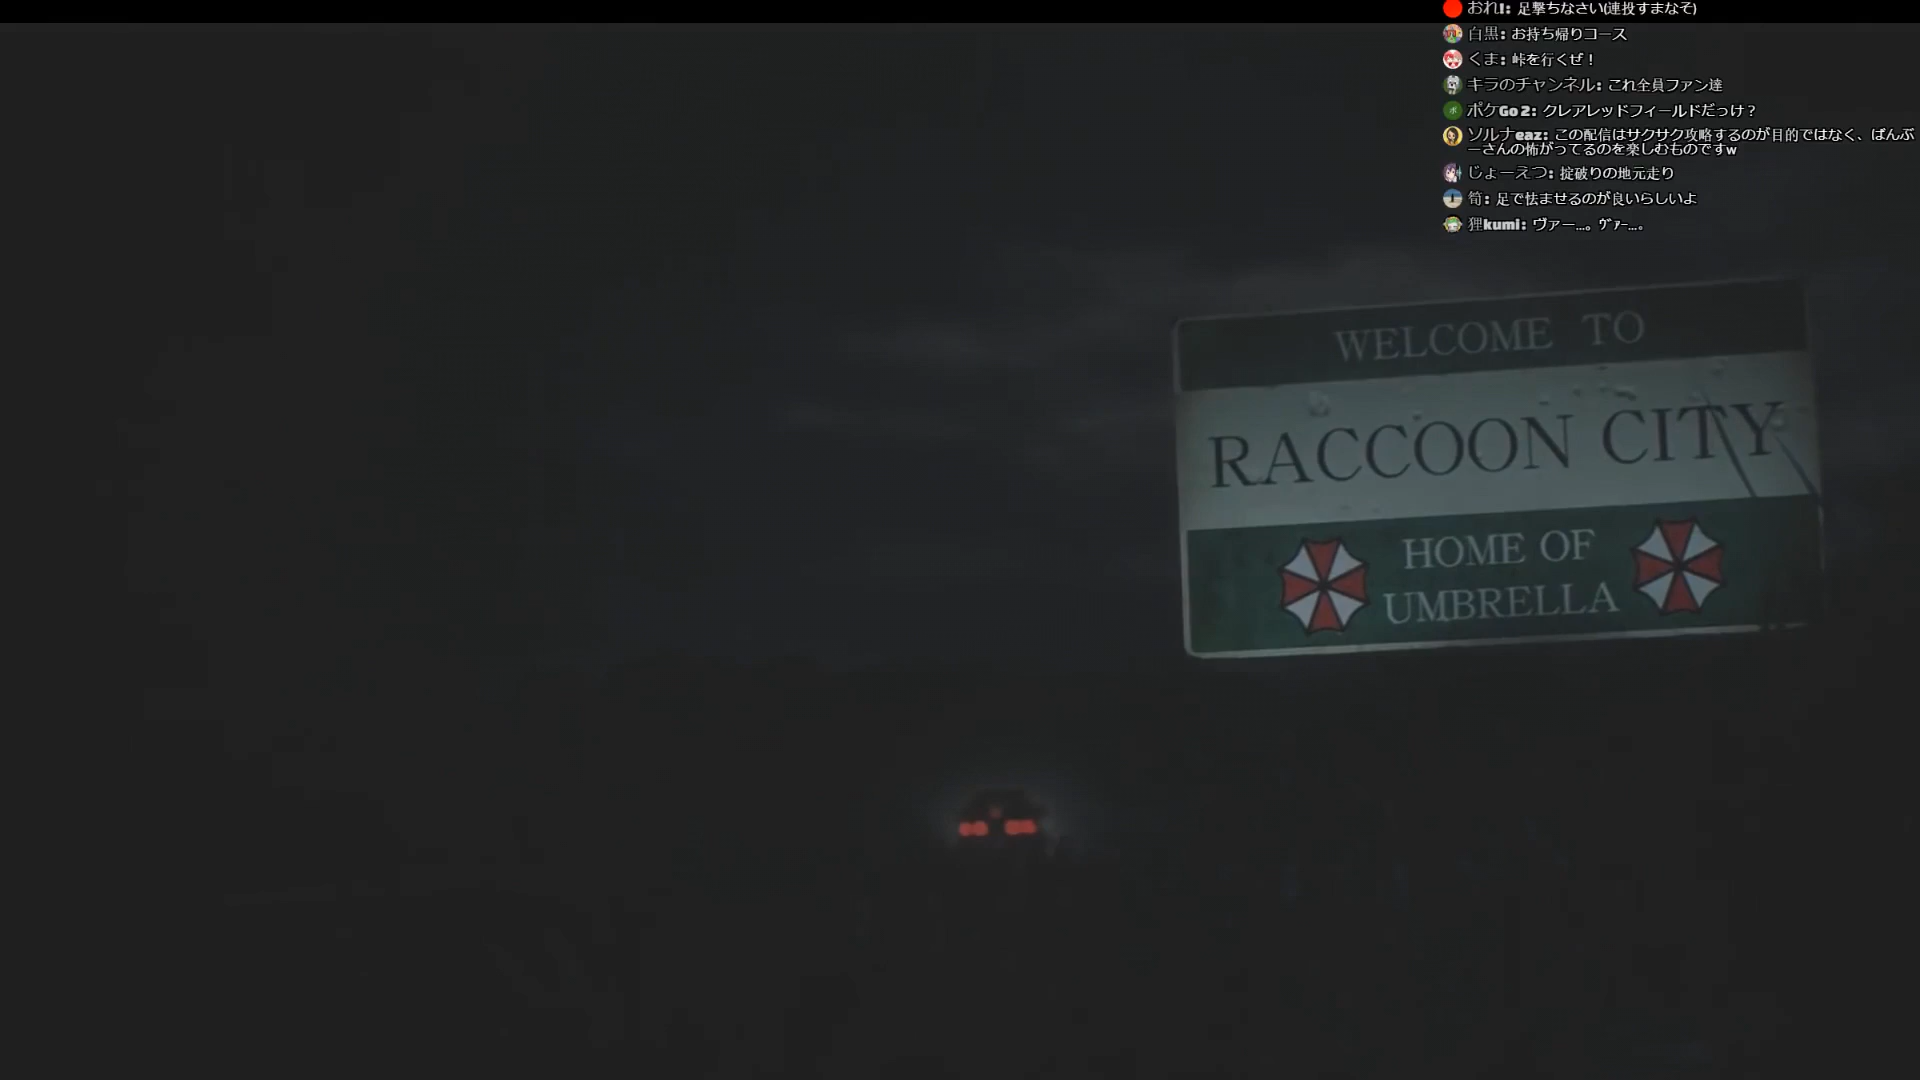 おれ!: 足撃ちなさい(連投すまなそ)
白黒: お持ち帰りコース
くま: 峠を行くぜ！
キラのチャンネル: これ全員ファン達
ポケGo 2: クレアレッドフィールドだっけ？
ソルナeaz: この配信はサクサク攻略するのが目的ではなく、ばんぶ
ーさんの怖がってるのを楽しむものですw
じょーえつ: 掟破りの地元走り
筍: 足で怯ませるのが良いらしいよ
狸kumi: ヴァー...。ヴァー...。
WELCOME TO
RACCOON CITY
HOME OF
UMBRELLA